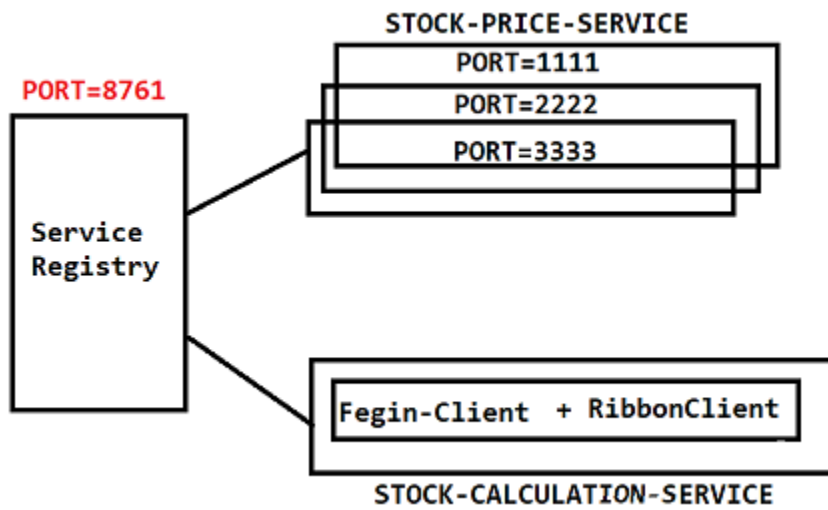 STOCK-PRICE-SERVICE
PORT=1111
PORT=8761
PORT=2222
PORT=3333
Service
Registry
Fegin-Client + RibbonClient
STOCK-CALCULATION-SERVICE